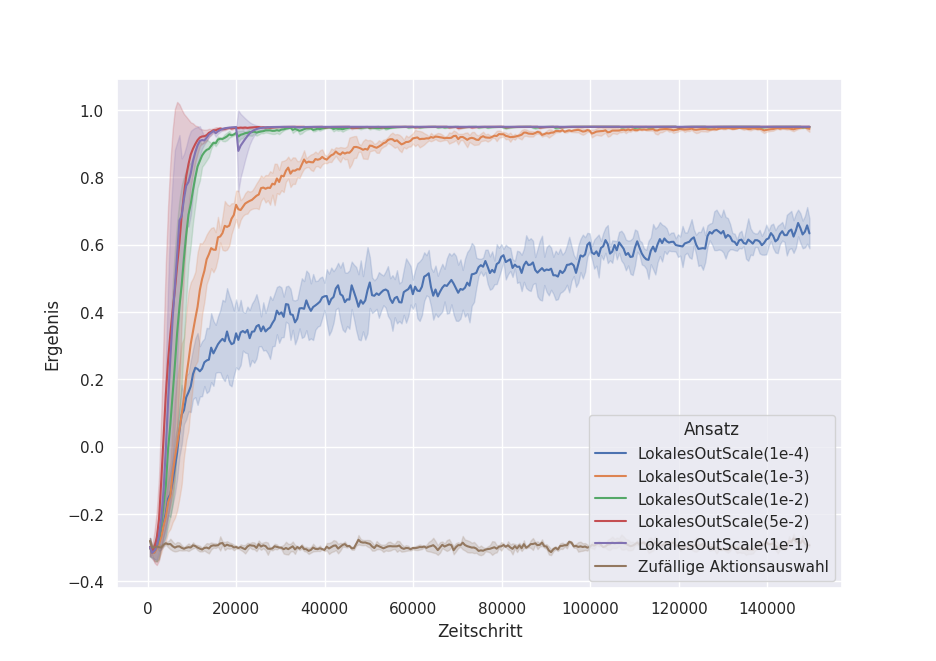 1.0
0.8
0.6
0.4
0.2
0.0
−0.2
−0.4
Ergebnis
0
20000
40000
60000
80000
100000
120000
140000
Zeitschritt
Ansatz
LokalesOutScale(1e-4)
LokalesOutScale(1e-3)
LokalesOutScale(1e-2)
LokalesOutScale(5e-2)
LokalesOutScale(1e-1)
Zufällige Aktionsauswahl